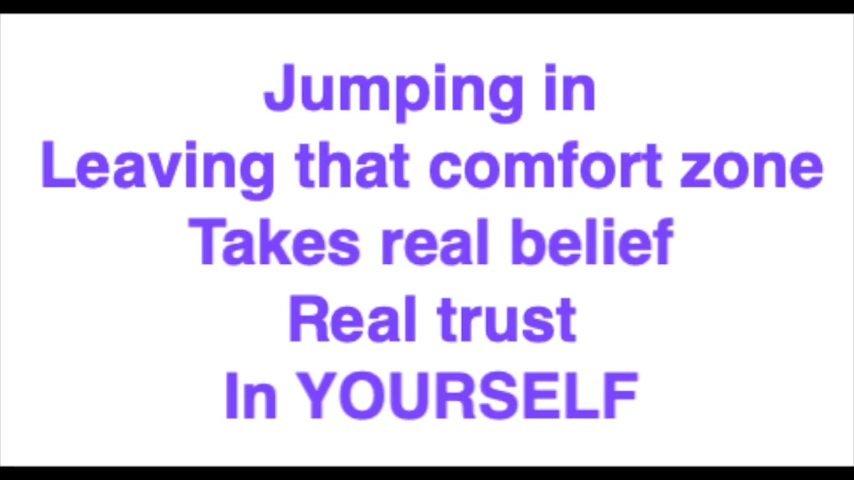 Jumping in
Leaving that comfort zone
Takes real belief
Real trust
In YOURSELF